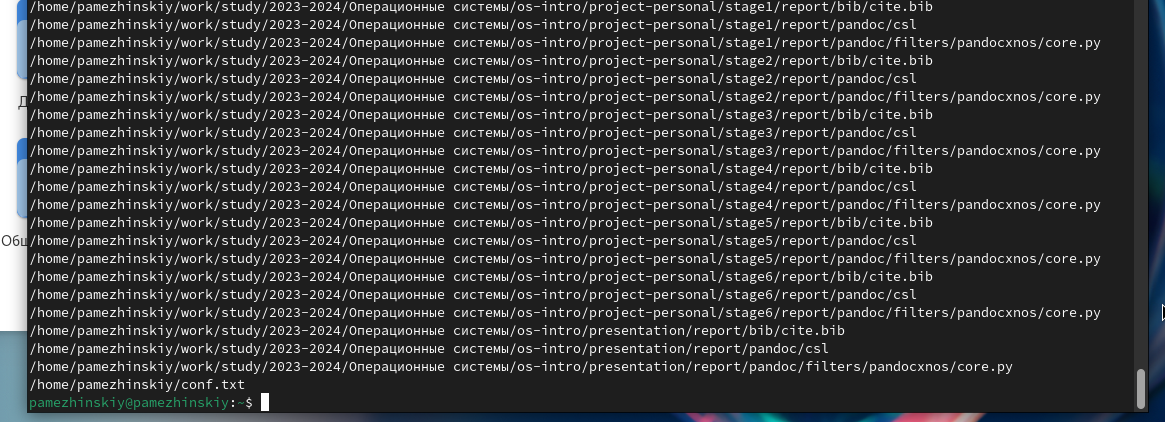 /home/pamezhinskiy/work/study/2023-2024/Операционные системы/os-intro/project-personal/stage1/report/bib/cite.bib
/home/pamezhinskiy/work/study/2023-2024/Операционные системы/os-intro/project-personal/stage1/report/pandoc/csl
/home/pamezhinskiy/work/study/2023-2024/Операционные системы/os-intro/project-personal/stage1/report/pandoc/filters/pandocxnos/core.py
/home/pamezhinskiy/work/study/2023-2024/Операционные системы/os-intro/project-personal/stage2/report/bib/cite.bib
/home/pamezhinskiy/work/study/2023-2024/Операционные системы/os-intro/project-personal/stage2/report/pandoc/csl
/home/pamezhinskiy/work/study/2023-2024/Операционные системы/os-intro/project-personal/stage2/report/pandoc/filters/pandocxnos/core.py
/home/pamezhinskiy/work/study/2023-2024/Операционные системы/os-intro/project-personal/stage3/report/bib/cite.bib
/home/pamezhinskiy/work/study/2023-2024/Операционные системы/os-intro/project-personal/stage3/report/pandoc/csl
/home/pamezhinskiy/work/study/2023-2024/Операционные системы/os-intro/project-personal/stage3/report/pandoc/filters/pandocxnos/core.py
/home/pamezhinskiy/work/study/2023-2024/Операционные системы/os-intro/project-personal/stage4/report/bib/cite.bib
/home/pamezhinskiy/work/study/2023-2024/Операционные системы/os-intro/project-personal/stage4/report/pandoc/csl
/home/pamezhinskiy/work/study/2023-2024/Операционные системы/os-intro/project-personal/stage4/report/pandoc/filters/pandocxnos/core.py
/home/pamezhinskiy/work/study/2023-2024/Операционные системы/os-intro/project-personal/stage5/report/bib/cite.bib
/home/pamezhinskiy/work/study/2023-2024/Операционные системы/os-intro/project-personal/stage5/report/pandoc/csl
/home/pamezhinskiy/work/study/2023-2024/Операционные системы/os-intro/project-personal/stage5/report/pandoc/filters/pandocxnos/core.py
/home/pamezhinskiy/work/study/2023-2024/Операционные системы/os-intro/project-personal/stage6/report/bib/cite.bib
/home/pamezhinskiy/work/study/2023-2024/Операционные системы/os-intro/project-personal/stage6/report/pandoc/csl
/home/pamezhinskiy/work/study/2023-2024/Операционные системы/os-intro/project-personal/stage6/report/pandoc/filters/pandocxnos/core.py
/home/pamezhinskiy/work/study/2023-2024/Операционные системы/os-intro/presentation/report/bib/cite.bib
/home/pamezhinskiy/work/study/2023-2024/Операционные системы/os-intro/presentation/report/pandoc/csl
/home/pamezhinskiy/work/study/2023-2024/Операционные системы/os-intro/presentation/report/pandoc/filters/pandocxnos/core.py
/home/pamezhinskiy/conf.txt
pamezhinskiy@pamezhinskiy:~$